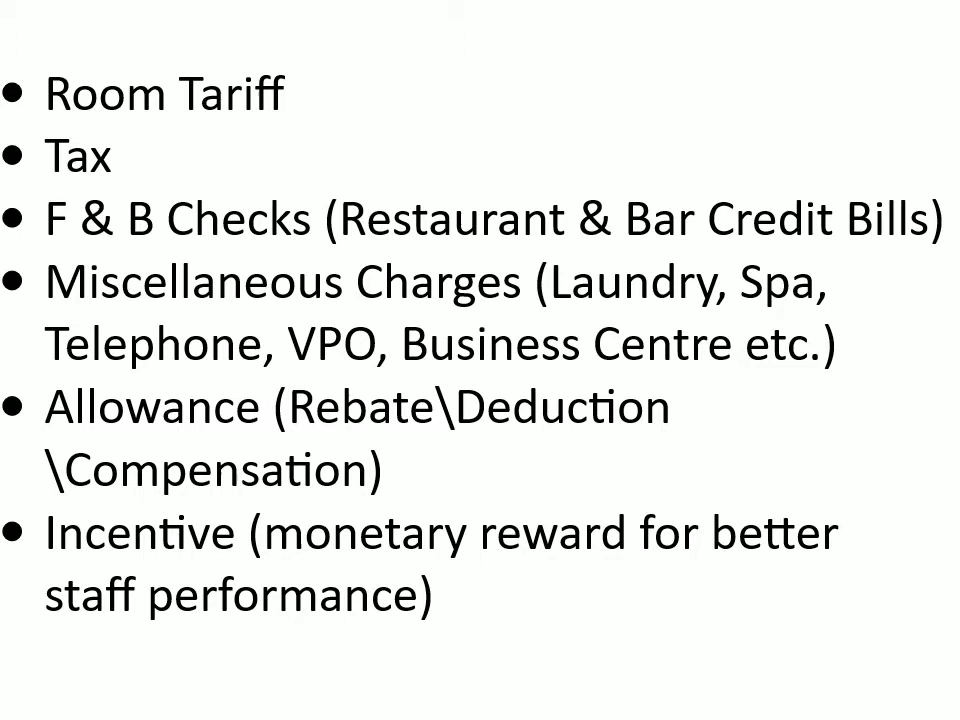 • Room Tariff
• Tax
• F & B Checks (Restaurant & Bar Credit Bills)
• Miscellaneous Charges (Laundry, Spa,
Telephone, VPO, Business Centre etc.)
• Allowance (Rebate\Deduction
\Compensation)
• Incentive (monetary reward for better
staff performance)